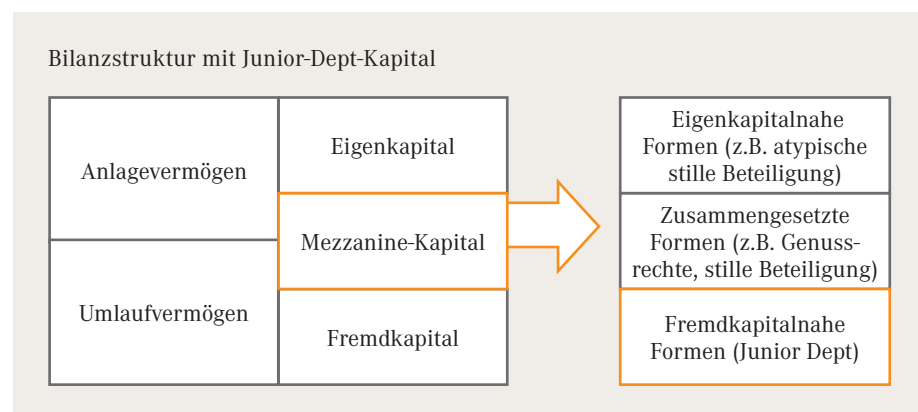 Bilanzstruktur mit Junior-Dept-Kapital
Anlagevermögen
Umlaufvermögen
Eigenkapital
Mezzanine-Kapital
Fremdkapital
Eigenkapitalnahe
Formen (z.B. atypische
stille Beteiligung)
Zusammengesetzte
Formen (z.B. Genuss-
rechte, stille Beteiligung)
Fremdkapitalnahe
Formen (Junior Dept)